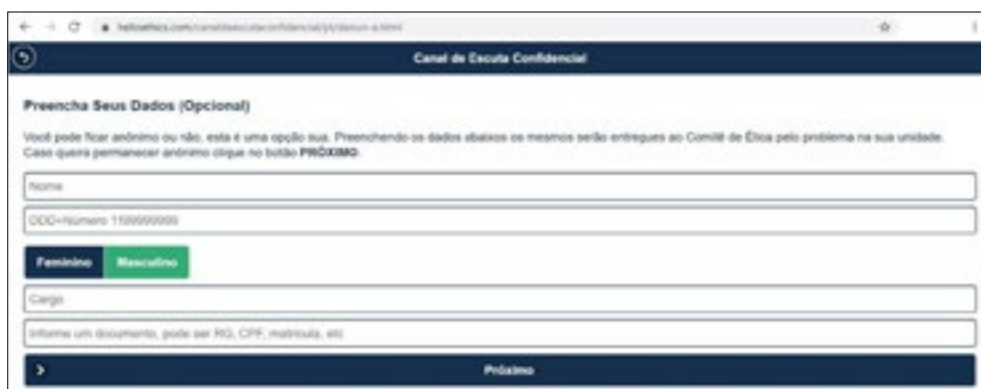 Canal de Escuta Confidencial
Preencha Seus Dados (Opcional)
Você pode ficar anônimo ou não, esta é uma opção sua. Preenchendo os dados abaixos os mesmos serão entregues ao Comitê de Ética pelo problema na sua unidade.
Caso queira permanecer anônimo clique no botão PRÓXIMO.
Nome
DDD+Número 1199999999
Feminino Masculino
Cargo
Informe um documento, pode ser RG, CPF, matrícula, etc
Próximo